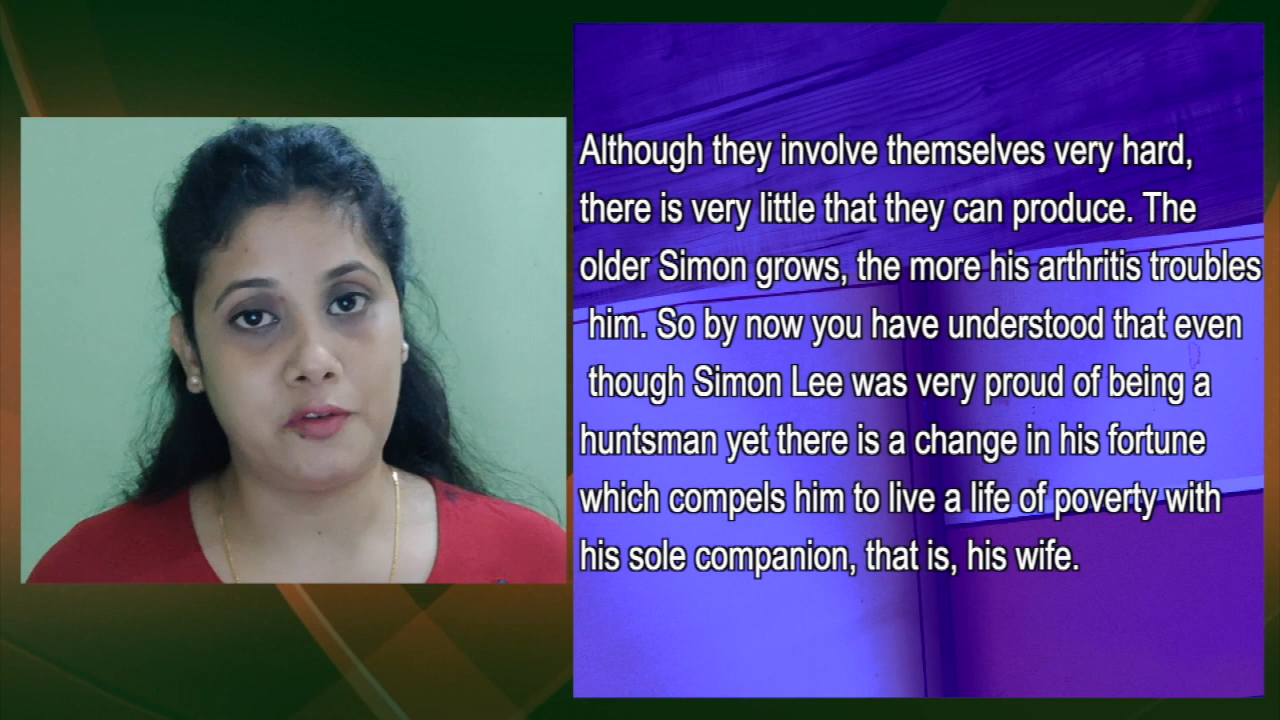 Although they involve themselves very hard,
there is very little that they can produce. The
older Simon grows, the more his arthritis troubles
him. So by now you have understood that even
though Simon Lee was very proud of being a
huntsman yet there is a change in his fortune
which compels him to live a life of poverty with
his sole companion, that is, his wife.